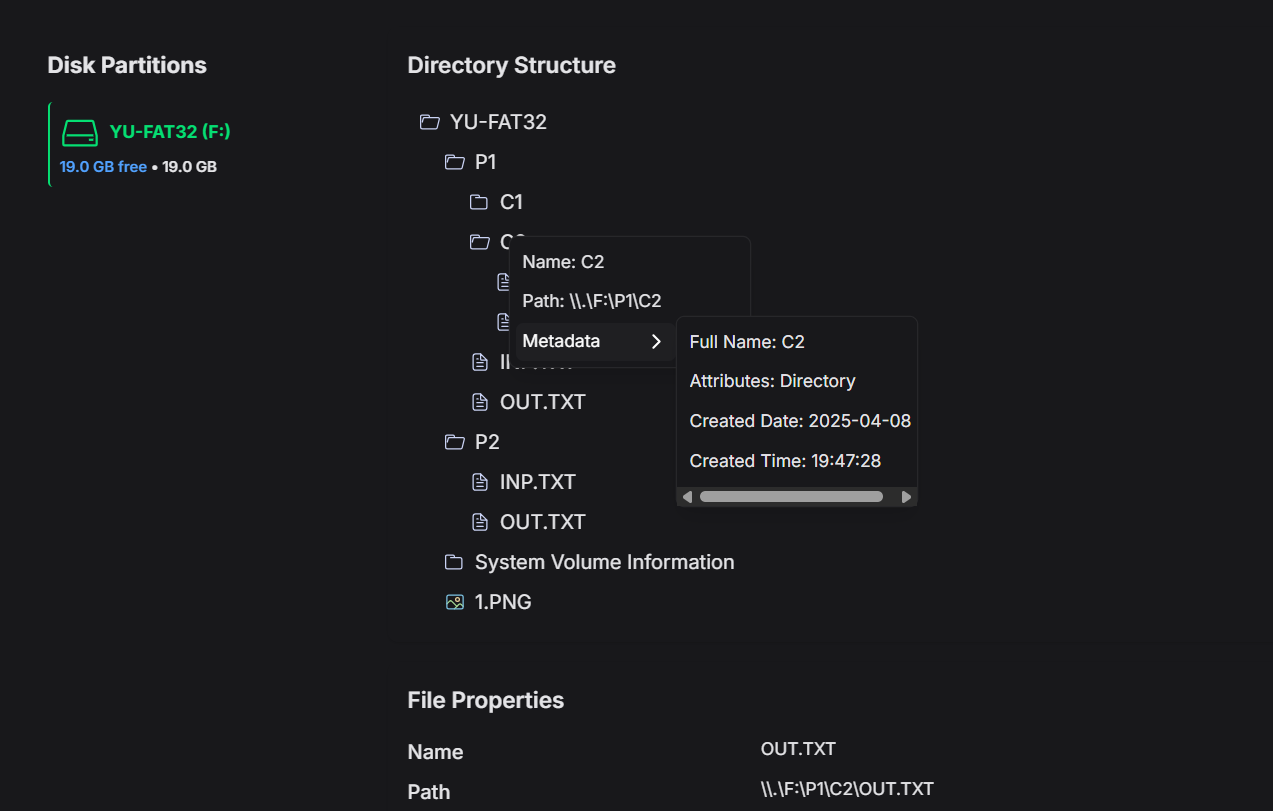 Disk Partitions
YU-FAT32 (F:)
19.0 GB free • 19.0 GB
Directory Structure
YU-FAT32
P1
C1
Name: C2
Path: \\.\F:\P1\C2
Metadata
Full Name: C2
Attributes: Directory
Created Date: 2025-04-08
Created Time: 19:47:28
OUT.TXT
P2
INP.TXT
OUT.TXT
System Volume Information
1.PNG
File Properties
Name OUT.TXT
Path \\.\F:\P1\C2\OUT.TXT